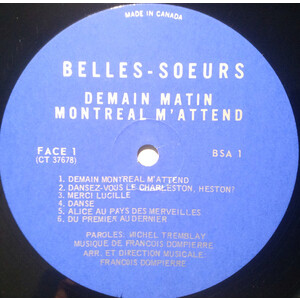 MADE IN CANADA
BELLES-SOEURS
DEMAIN MATIN
MONTREAL M'ATTEND
FACE 1
BSA 1
(CT 37678)
1. DEMAIN MONTREAL M'ATTEND
2. DANSEZ-VOUS LE CHARLESTON, HESTON?
3. MERCI LUCILLE
4. DANSE
5. ALICE AU PAYS DES MERVEILLES
6. DU PREMIER AU DERNIER
PAROLES: MICHEL TREMBLAY
MUSIQUE DE FRANCOIS DOMPIERRE
ARR. ET DIRECTION MUSICALE:
FRANCOIS DOMPIERRE